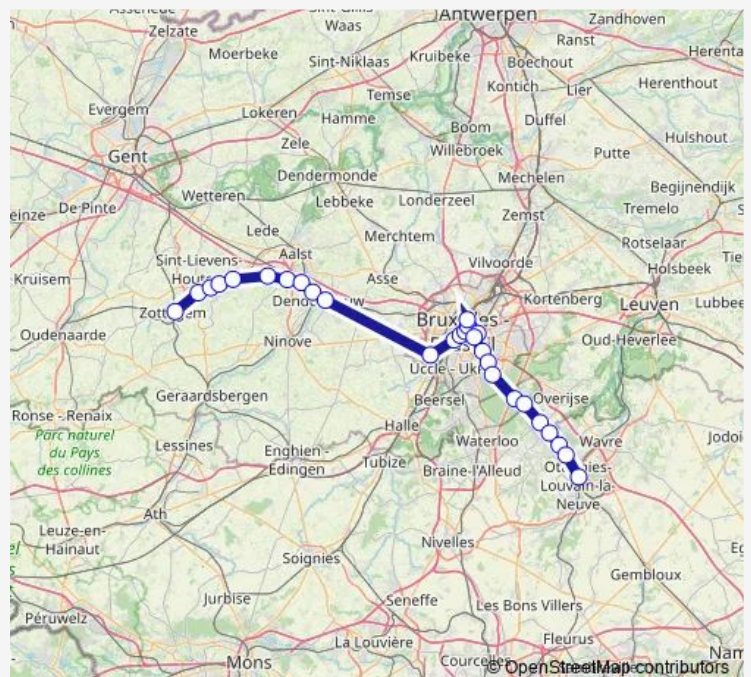 Antwerpen
Zandhoven
Zelzate
Waas
Ranst
Moerbeke
Kruibeke
Boechout
Herenta
Sint-Niklaas
Temse
Kontich
Lier
Herenthout
Evergem
Lokeren
Hamme
Boom
Duffel
Hulshout
Gent
Zele
Willebroek
Putte
Dendermonde
Mechelen
Begijnendijk
Wetteren
Lebbeke
Londerzeel
einze
De Pinte
Zemst
Tremelo
Lede
Merchtem
Rotselaar
Aalst
Sint-Lievens-
Vilvoorde
Holsbeek
Kruisem
Asse
Kortenberg
Leuven
Lubbee
Oudenaarde
Ninove
Oud-Heverlee
Geraardsbergen
Beersel
Overijse
Ronse - Renaix
Halle
Parc naturel
du Pays
des collines
Lessines
Enghien -
Edingen
Waterloo
Wavre
Jodoi
Tubize
Braine-l'Alleud
Louvain-la-
Neuve
Ath
Leuze-en-
Hainaut
Nivelles
Soignies
Gembloux
Jurbise
Seneffe
Les Bons Villers
Péruwelz
La Louvière
Fleurus
Mons
Nam
© OpenStreetMap contributors